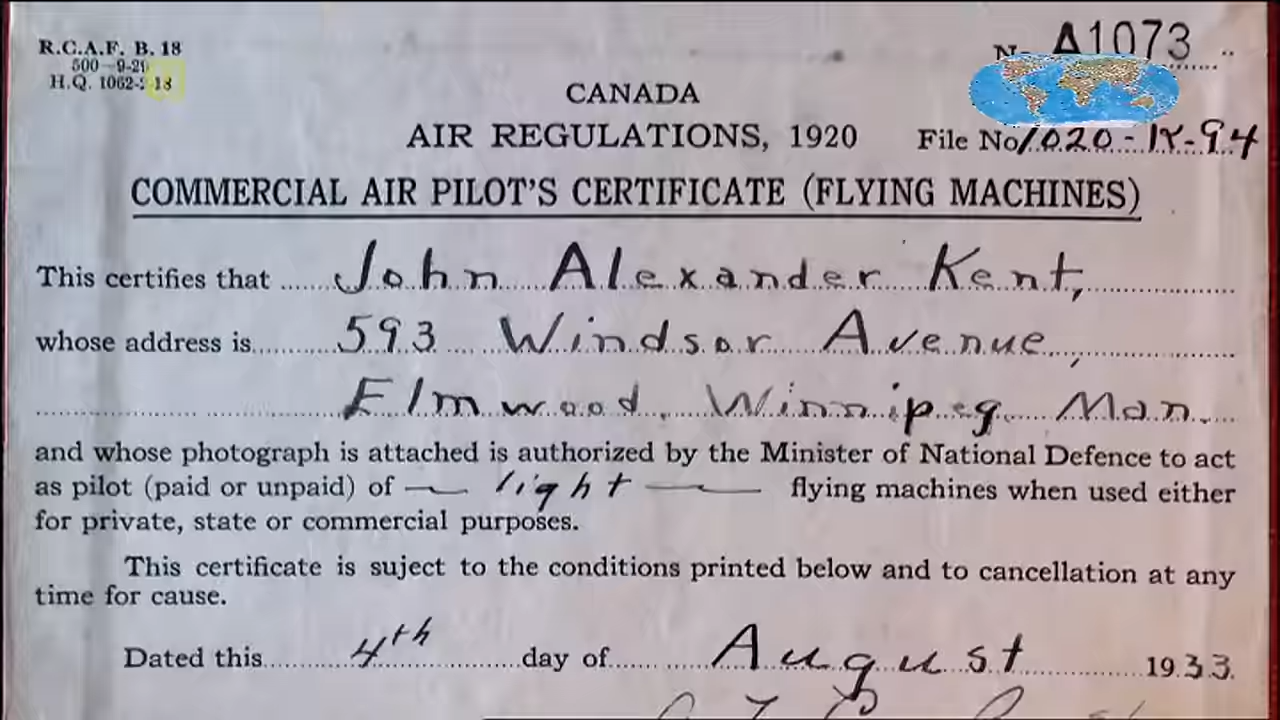 R.C.A.F. B. 18
500-9-29
H.Q. 1062-2-18
No A1073
CANADA
AIR REGULATIONS, 1920
File No 1020-K-94
COMMERCIAL AIR PILOT'S CERTIFICATE (FLYING MACHINES)
This certifies that John Alexander Kent,
whose address is 593 Windsor Avenue,
Elmwood, Winnipeg. Man.
and whose photograph is attached is authorized by the Minister of National Defence to act
as pilot (paid or unpaid) of — light — flying machines when used either
for private, state or commercial purposes.
This certificate is suject to the conditions printed below and to cancellation at any
time for cause.
Dated this 4th day of August 1933.